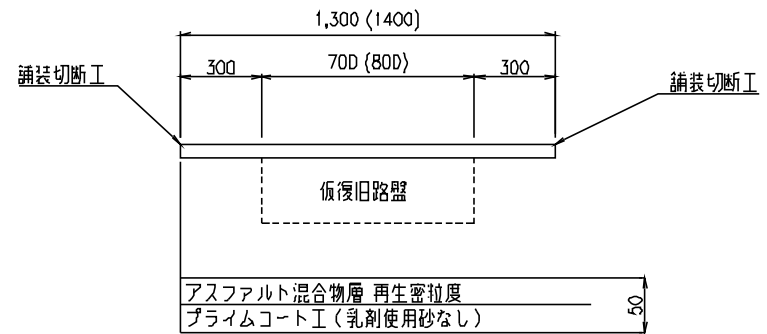 1,300 (1400)
300
700 (800)
300
舗装切断工
舗装切断工
仮復旧路盤
アスファルト混合物層 再生密粒度
プライムコート工(乳剤使用砂なし)
50